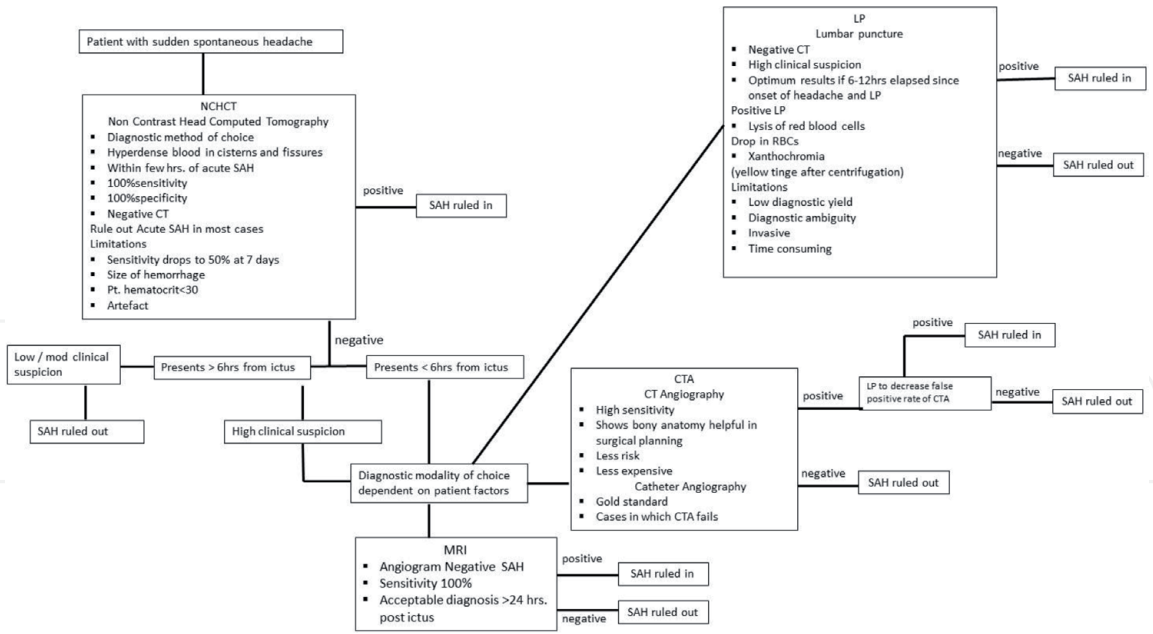 Patient with sudden spontaneous headache
NCHCT
Non Contrast Head Computed Tomography
▪ Diagnostic method of choice
▪ Hyperdense blood in cisterns and fissures
▪ Within few hrs. of acute SAH
▪ 100%sensitivity
▪ 100%specificity
▪ Negative CT
Rule out Acute SAH in most cases
Limitations
▪ Sensitivity drops to 50% at 7 days
▪ Size of hemorrhage
▪ Pt. hematocrit<30
▪ Artefact
positive
SAH ruled in
negative
Low / mod clinical
suspicion
Presents > 6hrs from ictus
Presents < 6hrs from ictus
SAH ruled out
High clinical suspicion
Diagnostic modality of choice
dependent on patient factors
LP
Lumbar puncture
▪ Negative CT
▪ High clinical suspicion
▪ Optimum results if 6-12hrs elapsed since
onset of headache and LP
Positive LP
▪ Lysis of red blood cells
Drop in RBCs
▪ Xanthochromia
(yellow tinge after centrifugation)
Limitations
▪ Low diagnostic yield
▪ Diagnostic ambiguity
▪ Invasive
▪ Time consuming
positive
SAH ruled in
negative
SAH ruled out
CTA
CT Angiography
▪ High sensitivity
▪ Shows bony anatomy helpful in
surgical planning
▪ Less risk
▪ Less expensive
Catheter Angiography
▪ Gold standard
▪ Cases in which CTA fails
positive
LP to decrease false
positive rate of CTA
positive
SAH ruled in
negative
SAH ruled out
negative
SAH ruled out
MRI
▪ Angiogram Negative SAH
▪ Sensitivity 100%
▪ Acceptable diagnosis >24 hrs.
post ictus
positive
SAH ruled in
negative
SAH ruled out